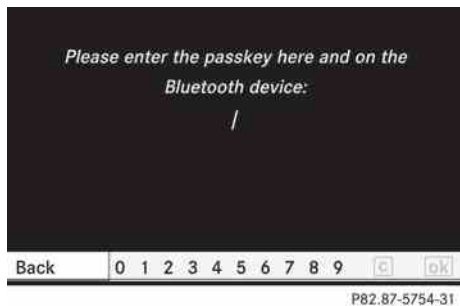 Please enter the passkey here and on the
Bluetooth device:
Back 0 1 2 3 4 5 6 7 8 9 c ok
P82.87-5754-31